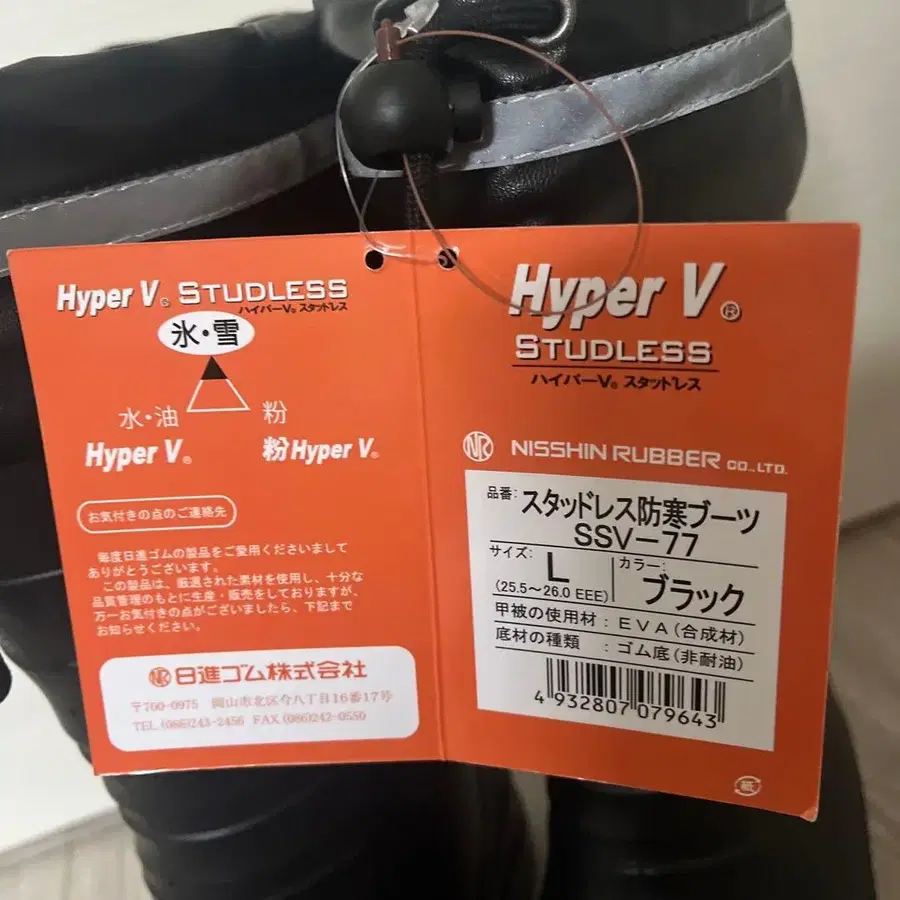 Hyper V® STUDLESS
ハイパーV® スタッドレス
氷・雪
水・油
粉
Hyper V®
粉Hyper V®
お気付きの点のご連絡先
毎度日進ゴムの製品をご愛用くださいまして
ありがとうございます。
この製品は、厳選された素材を使用し、十分な
品質管理のもとに生産・販売をしておりますが、
万一お気付きの点がございましたら、下記まで
お知らせください。
NR 日進ゴム株式会社
〒700-0975 岡山市北区今八丁目16番17号
TEL.(086)243-2456 FAX.(086)242-0550
Hyper V®
STUDLESS
ハイパーV® スタッドレス
NR NISSHIN RUBBER CO.,LTD.
品番: スタッドレス防寒ブーツ
SSV-77
サイズ: L
(25.5～26.0 EEE)
カラー: ブラック
甲被の使用材:EVA(合成材)
底材の種類 :ゴム底(非耐油)
4 932807 079643
紙